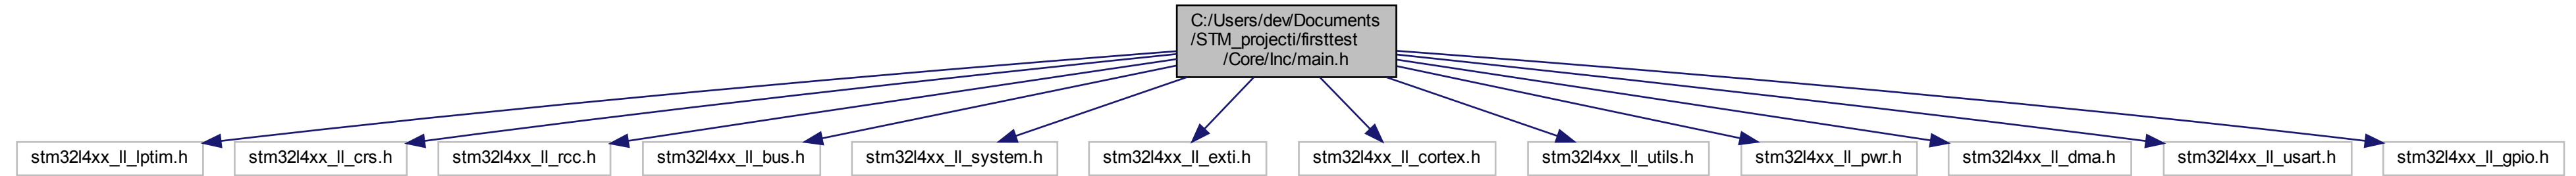 C:/Users/dev/Documents
/STM_projecti/firsttest
/Core/Inc/main.h
stm32l4xx_ll_lptim.h
stm32l4xx_ll_crs.h
stm32l4xx_ll_rcc.h
stm32l4xx_ll_bus.h
stm32l4xx_ll_system.h
stm32l4xx_ll_exti.h
stm32l4xx_ll_cortex.h
stm32l4xx_ll_utils.h
stm32l4xx_ll_pwr.h
stm32l4xx_ll_dma.h
stm32l4xx_ll_usart.h
stm32l4xx_ll_gpio.h